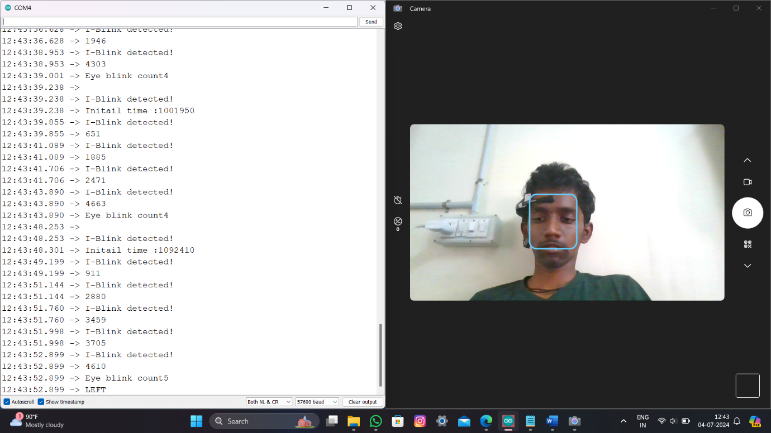 COM4
Send
12:43:36.628 -> I-Blink detected!
12:43:36.628 -> 1946
12:43:38.953 -> I-Blink detected!
12:43:38.953 -> 4303
12:43:39.001 -> Eye blink count4
12:43:39.238 ->
12:43:39.238 -> I-Blink detected!
12:43:39.238 -> Initail time :1001950
12:43:39.855 -> I-Blink detected!
12:43:39.855 -> 651
12:43:41.089 -> I-Blink detected!
12:43:41.089 -> 1885
12:43:41.706 -> I-Blink detected!
12:43:41.706 -> 2471
12:43:43.890 -> I-Blink detected!
12:43:43.890 -> 4663
12:43:43.890 -> Eye blink count4
12:43:48.253 ->
12:43:48.253 -> I-Blink detected!
12:43:48.301 -> Initail time :1092410
12:43:49.199 -> I-Blink detected!
12:43:49.199 -> 911
12:43:51.144 -> I-Blink detected!
12:43:51.144 -> 2880
12:43:51.760 -> I-Blink detected!
12:43:51.760 -> 3459
12:43:51.998 -> I-Blink detected!
12:43:51.998 -> 3705
12:43:52.899 -> I-Blink detected!
12:43:52.899 -> 4610
12:43:52.899 -> Eye blink count5
12:43:52.899 -> LEFT
Autoscroll Show timestamp Both NL & CR 57600 baud Clear output
Camera
0
90°F
Mostly cloudy
Search
ENG
IN
12:43
04-07-2024